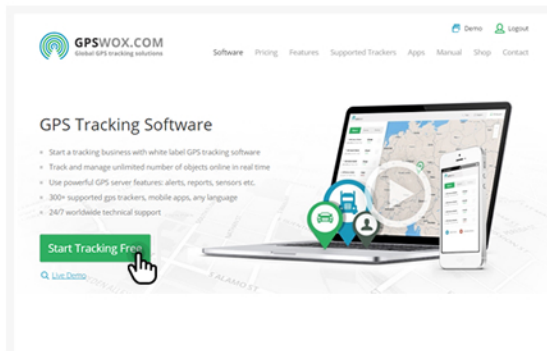 Demo Logout
GPSWOX.COM
Global GPS tracking solutions
Software Pricing Features Supported Trackers Apps Manual Shop Contact
GPS Tracking Software
Start a tracking business with white label GPS tracking software
Track and manage unlimited number of objects online in real time
Use powerful GPS server features: alerts, reports, sensors etc.
300+ supported gps trackers, mobile apps, any language
24/7 worldwide technical support
Start Tracking Free
Live Demo
S ALAMO ST